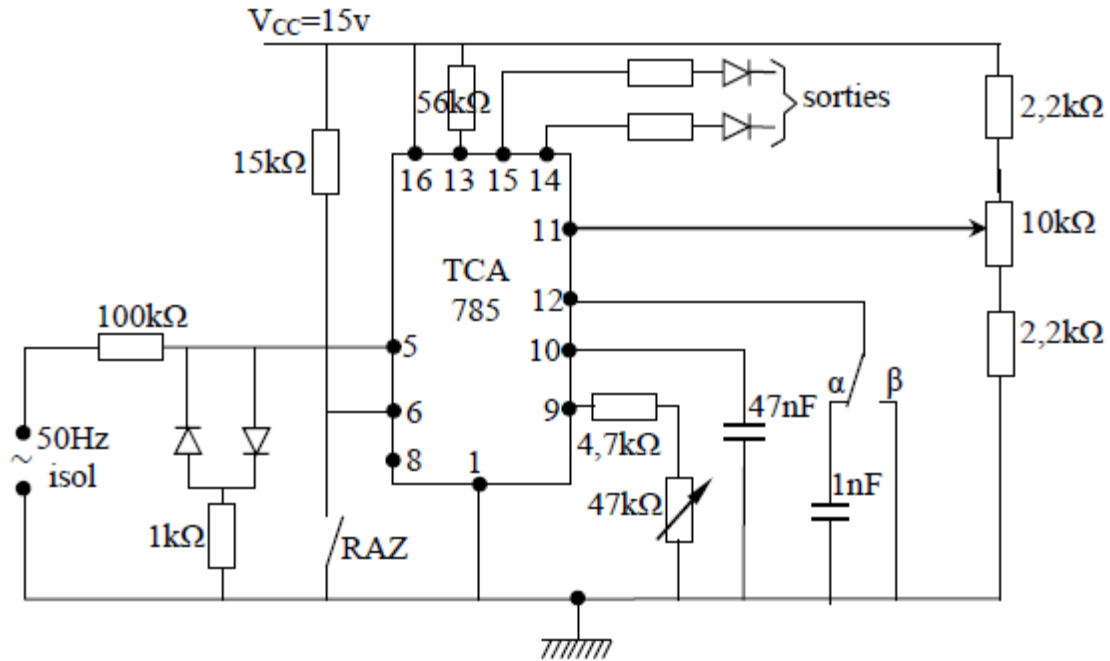 VCC=15v
56kΩ
sorties
2,2kΩ
15kΩ
16 13 15 14
11
10kΩ
TCA
785
12
100kΩ
2,2kΩ
5
10
α
β
6
9
47nF
50Hz
~
isol
8
1
4,7kΩ
47kΩ
1nF
1kΩ
RAZ